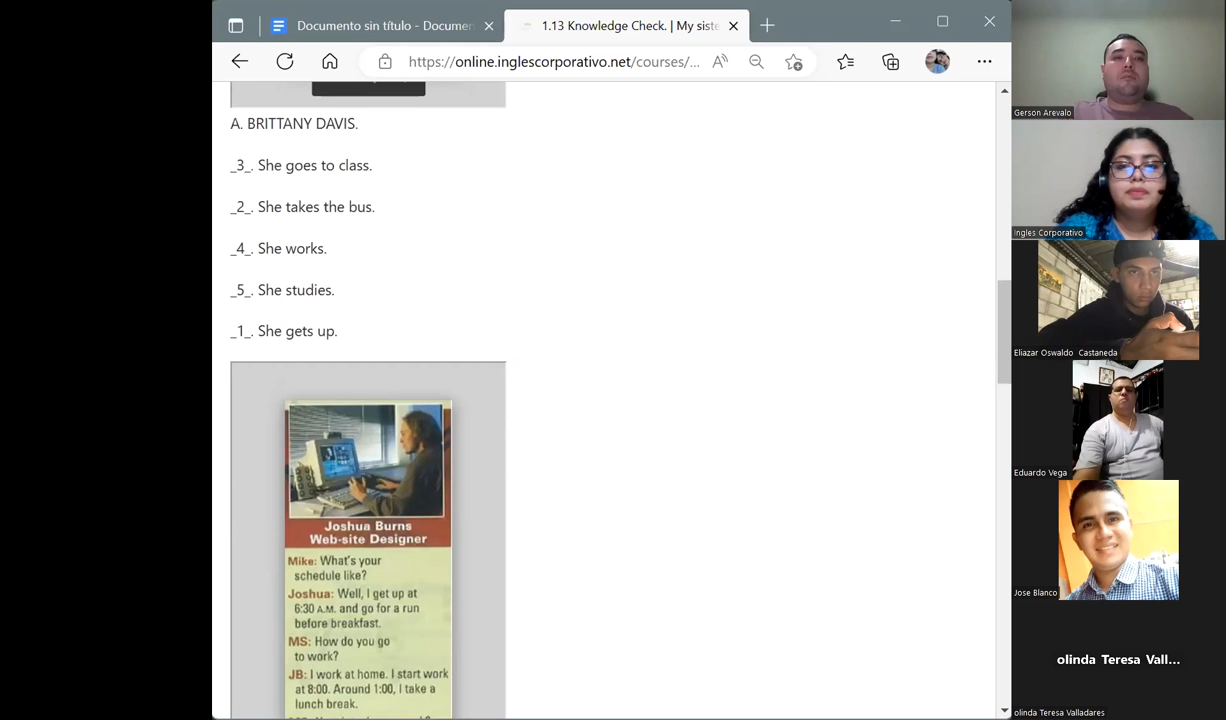 Documento sin título - Documen
1.13 Knowledge Check. | My siste
https://online.inglescorporativo.net/courses/...
A. BRITTANY DAVIS.
_3_. She goes to class.
_2_. She takes the bus.
_4_. She works.
_5_. She studies.
_1_. She gets up.
Joshua Burns
Web-site Designer
Mike: What's your
schedule like?
Joshua: Well, I get up at
6:30 A.M. and go for a run
before breakfast.
MS: How do you go
to work?
JB: I work at home. I start work
at 8:00. Around 1:00, I take a
lunch break.
Gerson Arevalo
Ingles Corporativo
Eliazar Oswaldo Castaneda
Eduardo Vega
Jose Blanco
olinda Teresa Vall...
olinda Teresa Valladares